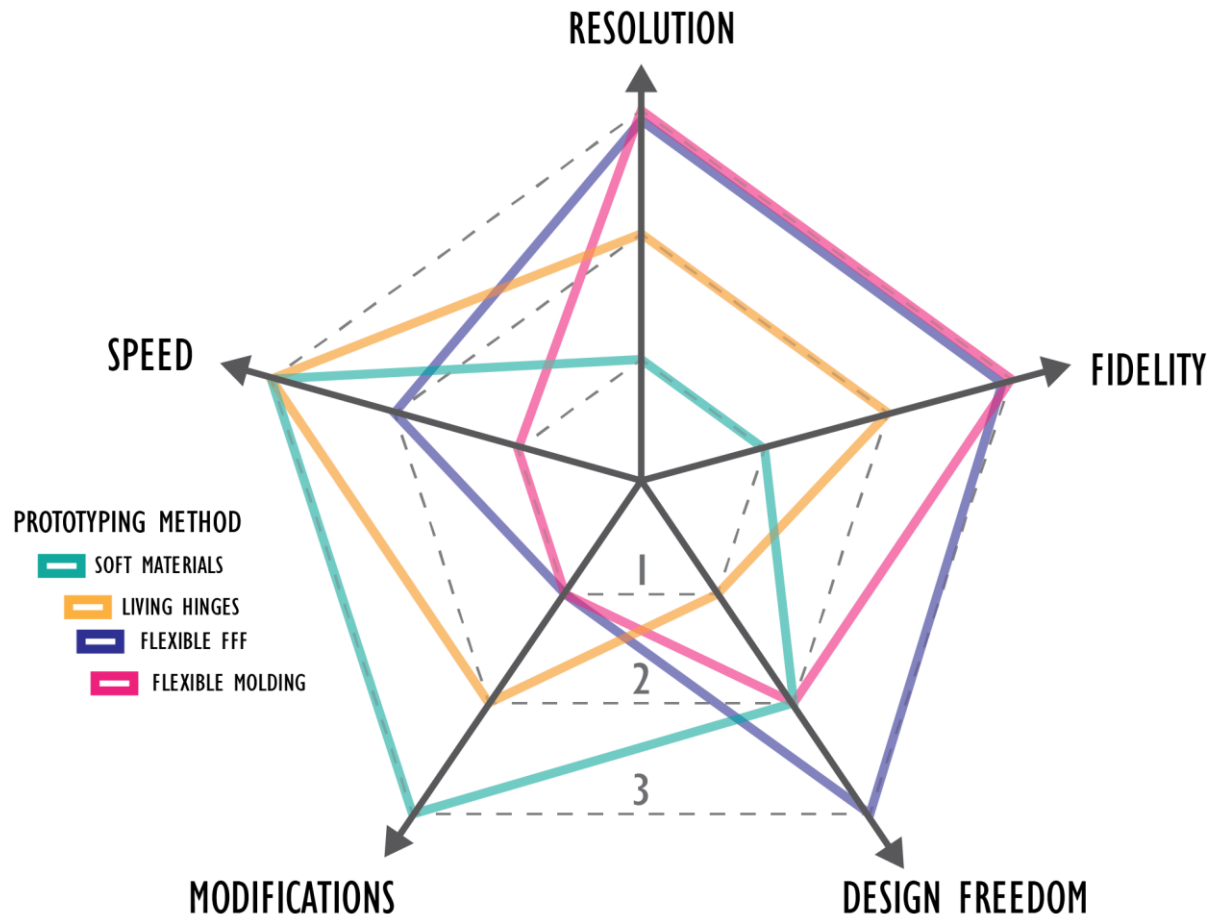 RESOLUTION
SPEED
FIDELITY
PROTOTYPING METHOD
SOFT MATERIALS
LIVING HINGES
FLEXIBLE FFF
FLEXIBLE MOLDING
1
2
3
MODIFICATIONS
DESIGN FREEDOM